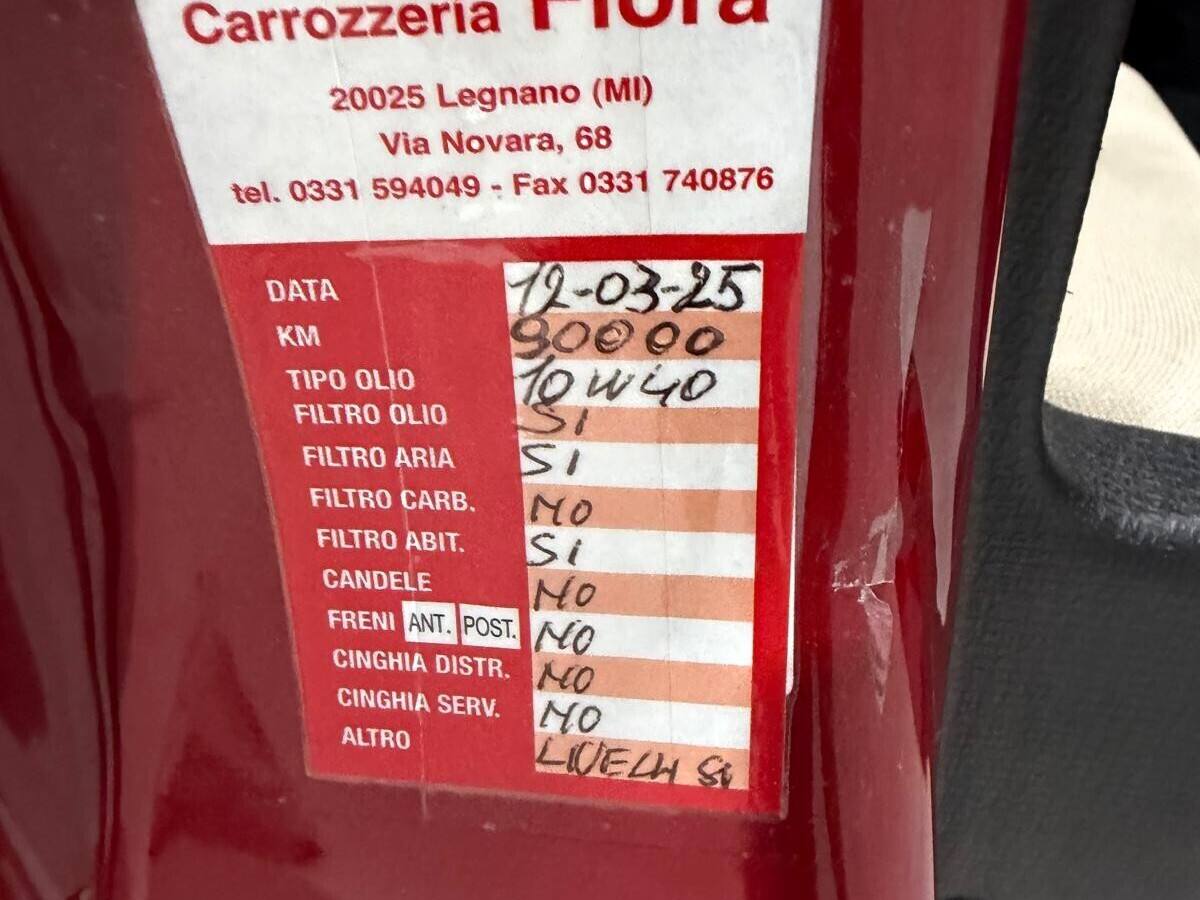 Carrozzeria Fiora
20025 Legnano (MI)
Via Novara, 68
tel. 0331 594049 - Fax 0331 740876
DATA 12-03-25
KM 90000
TIPO OLIO 10W40
FILTRO OLIO SI
FILTRO ARIA SI
FILTRO CARB. NO
FILTRO ABIT. SI
CANDELE NO
FRENI ANT. POST. NO
CINGHIA DISTR. NO
CINGHIA SERV. NO
ALTRO LIVELLI SI